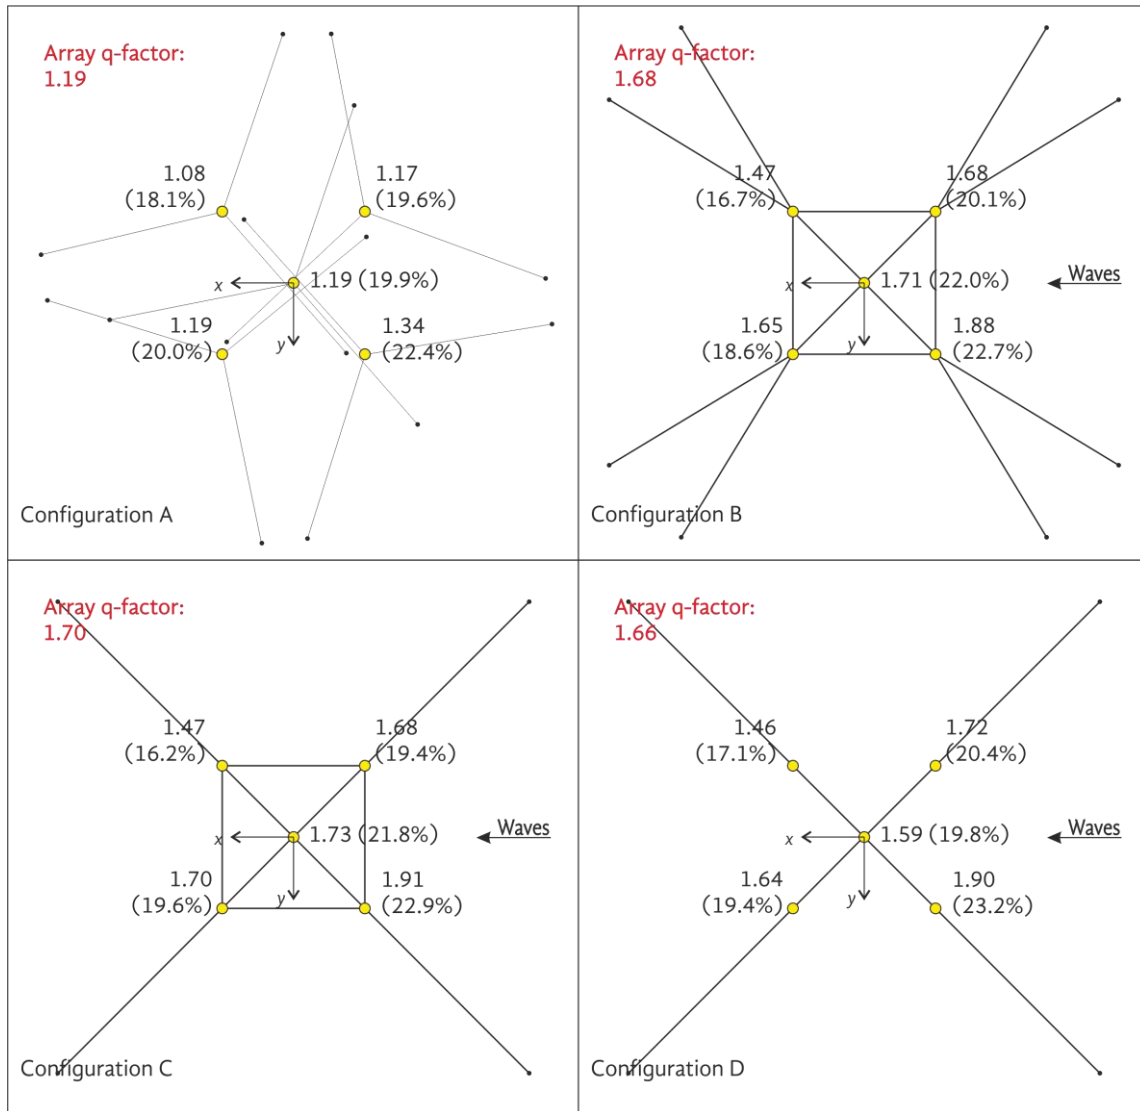 Array q-factor:
1.19
1.08
(18.1%)
1.17
(19.6%)
x
1.19 (19.9%)
1.19
(20.0%)
y
1.34
(22.4%)
Configuration A
Array q-factor:
1.68
1.47
(16.7%)
1.68
(20.1%)
x
1.71 (22.0%)
Waves
1.65
(18.6%)
y
1.88
(22.7%)
Configuration B
Array q-factor:
1.70
1.47
(16.2%)
1.68
(19.4%)
x
1.73 (21.8%)
Waves
1.70
(19.6%)
y
1.91
(22.9%)
Configuration C
Array q-factor:
1.66
1.46
(17.1%)
1.72
(20.4%)
x
1.59 (19.8%)
Waves
1.64
(19.4%)
y
1.90
(23.2%)
Configuration D